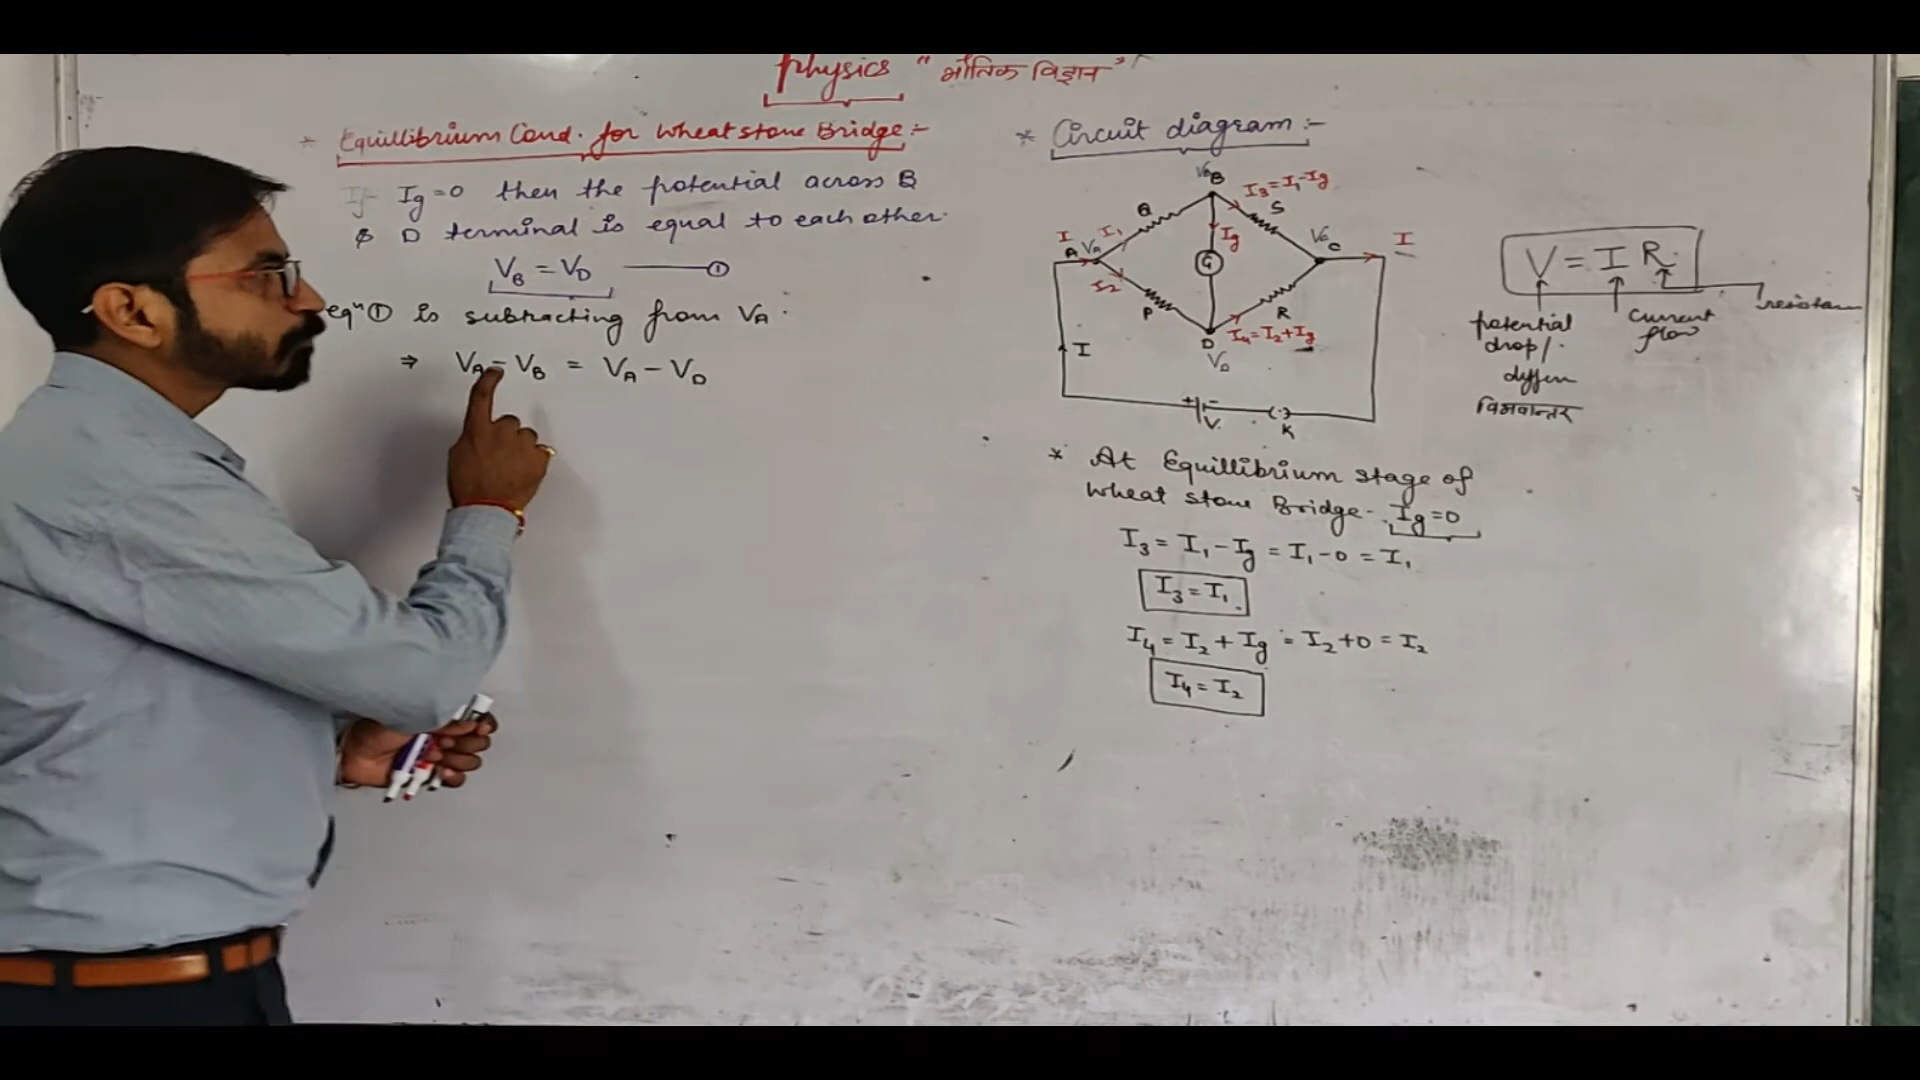 Physics "भौतिक विज्ञान"
* Equillibrium Cond. for Wheat stone Bridge:-
If Ig=0 then the potential across B
& D terminal is equal to each other.
VB = VD ——— ①
eqⁿ ① is subtracting from VA.
⇒ VA - VB = VA - VD
* Circuit diagram:-
VB B
I3=I1-Ig
Q
S
I
I1
A VA
Ig
G
VC C
I
I2
P
R
D
I4=I2+Ig
VD
I
+ -
V.
K
V = I R
potential
drop/.
differn
विभवान्तर
current
flow
* At Equillibrium stage of
wheat stone Bridge-. Ig=0
I3 = I1-Ig = I1-0 = I1
I3 = I1.
I4 = I2 + Ig = I2+0 = I2
I4 = I2